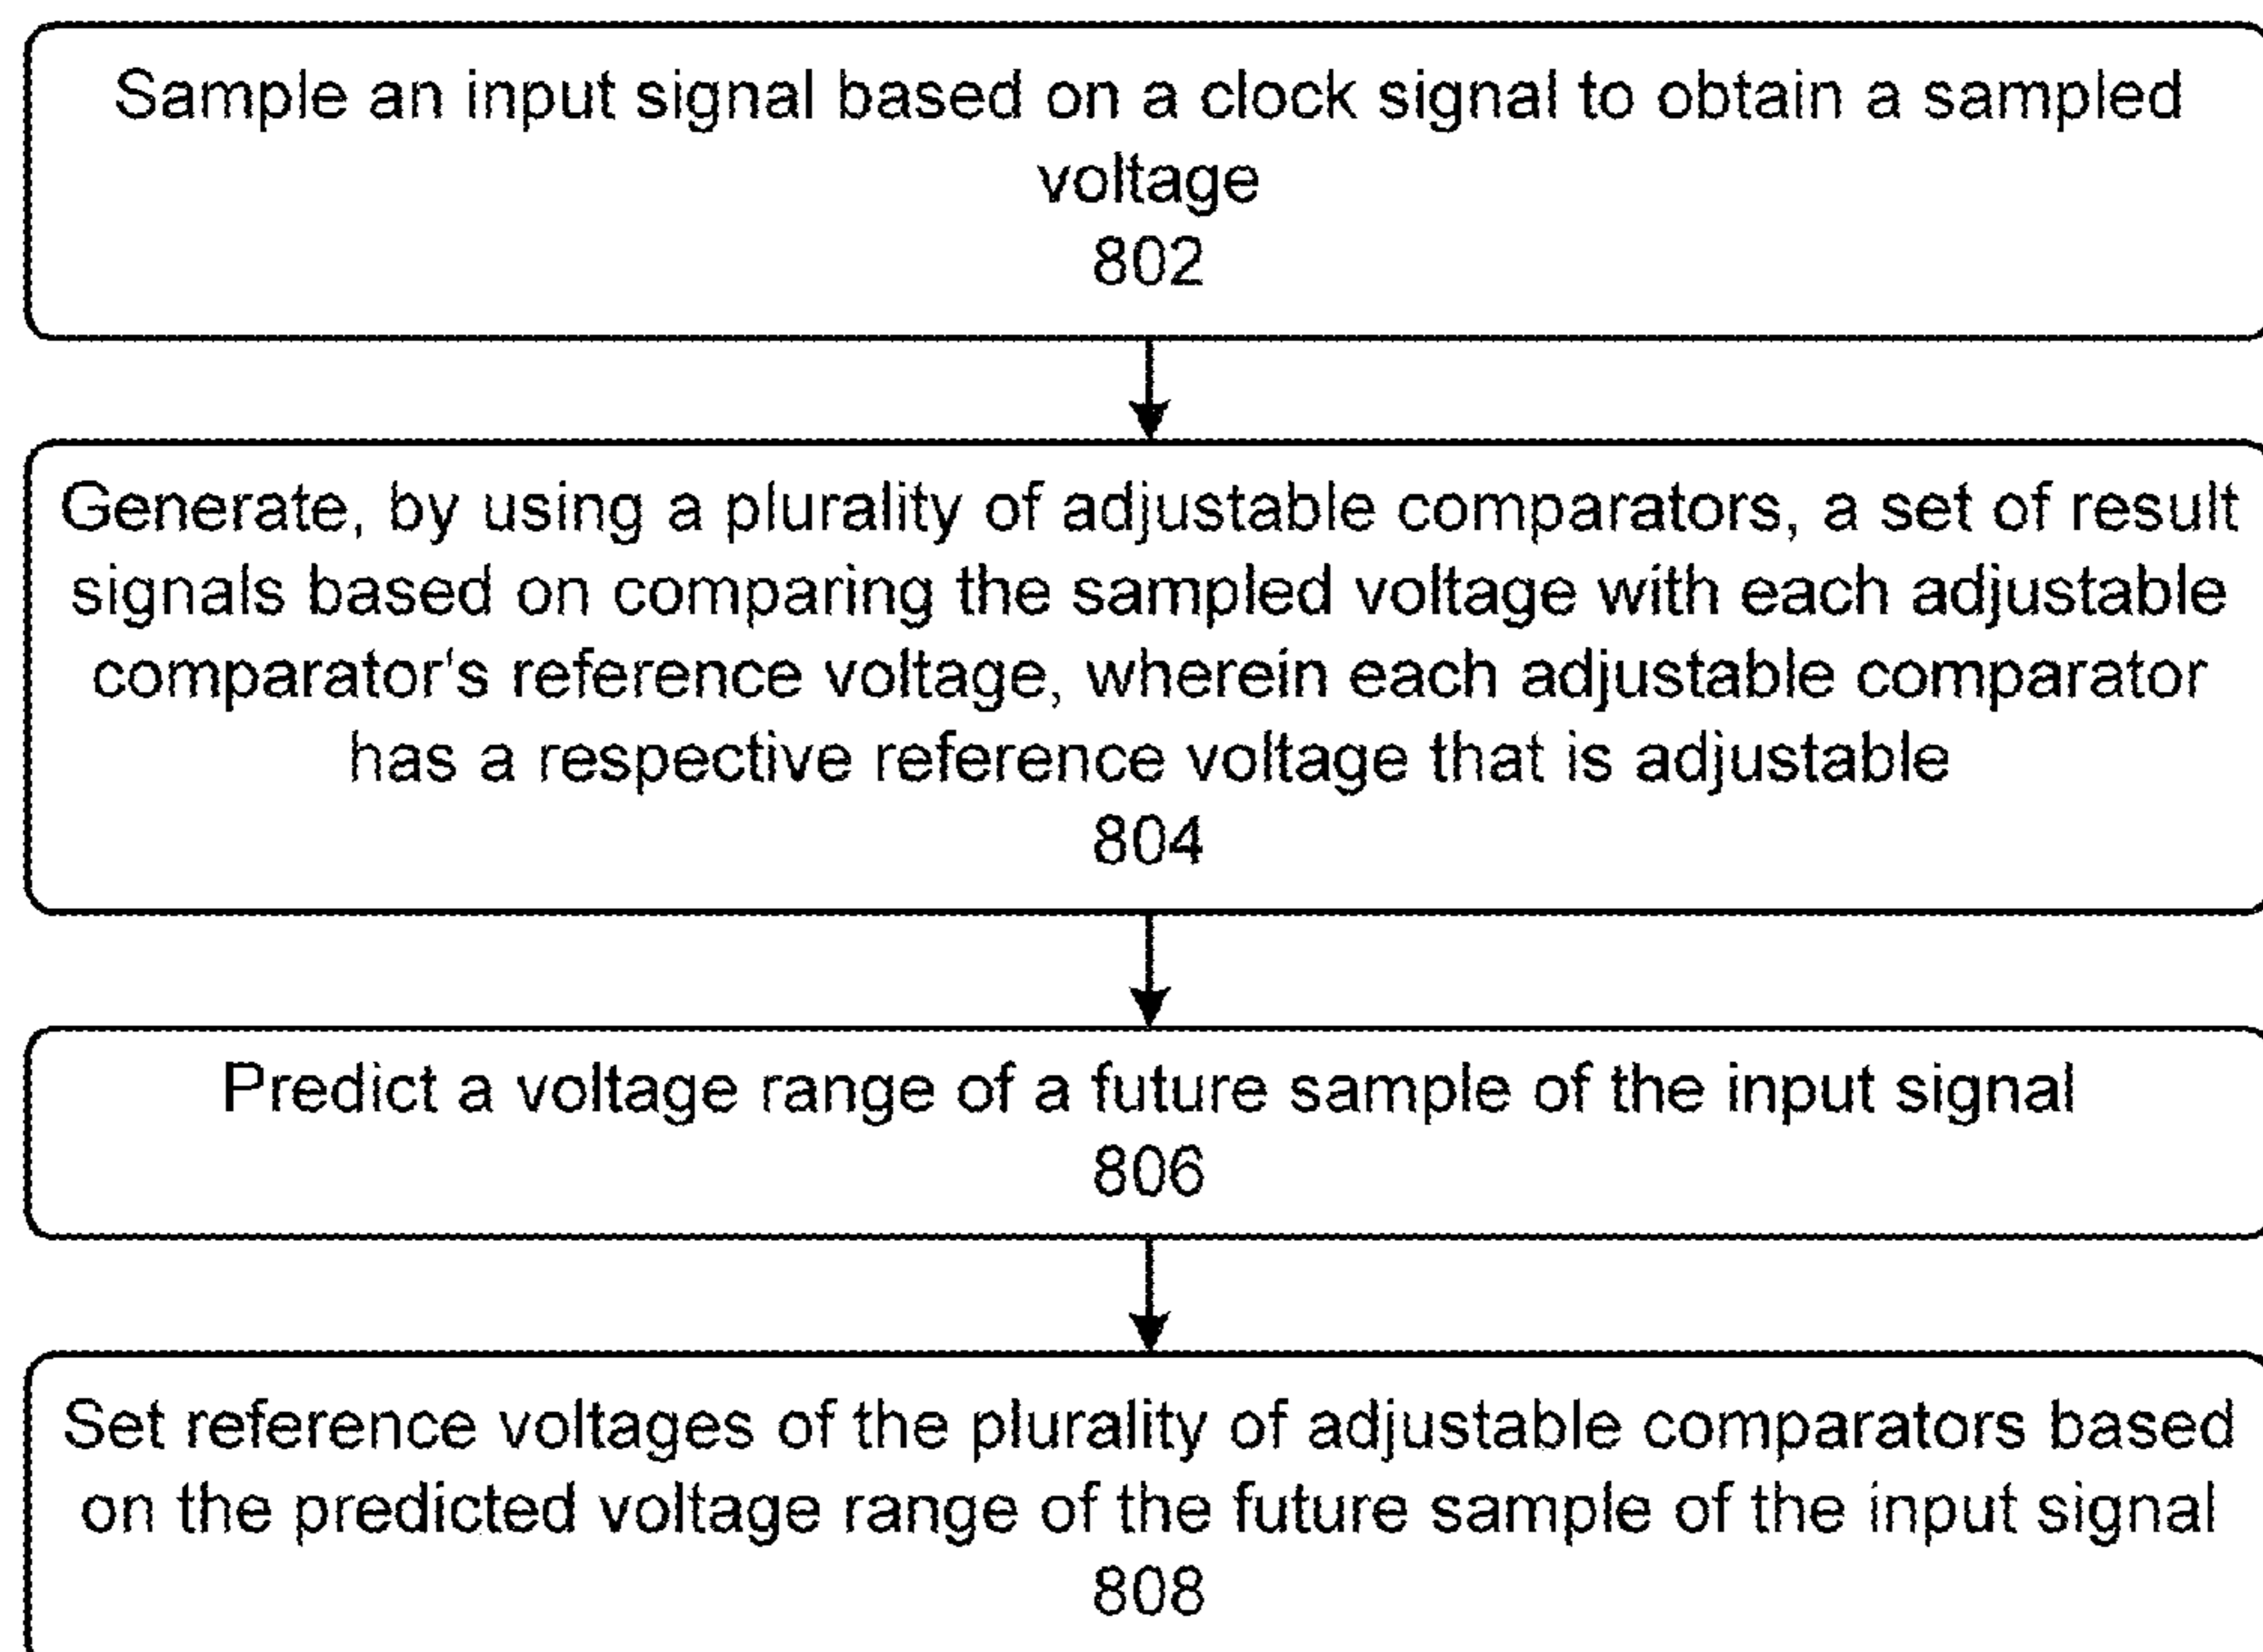 Sample an input signal based on a clock signal to obtain a sampled
voltage
802
Generate, by using a plurality of adjustable comparators, a set of result
signals based on comparing the sampled voltage with each adjustable
comparator's reference voltage, wherein each adjustable comparator
has a respective reference voltage that is adjustable
804
Predict a voltage range of a future sample of the input signal
806
Set reference voltages of the plurality of adjustable comparators based
on the predicted voltage range of the future sample of the input signal
808